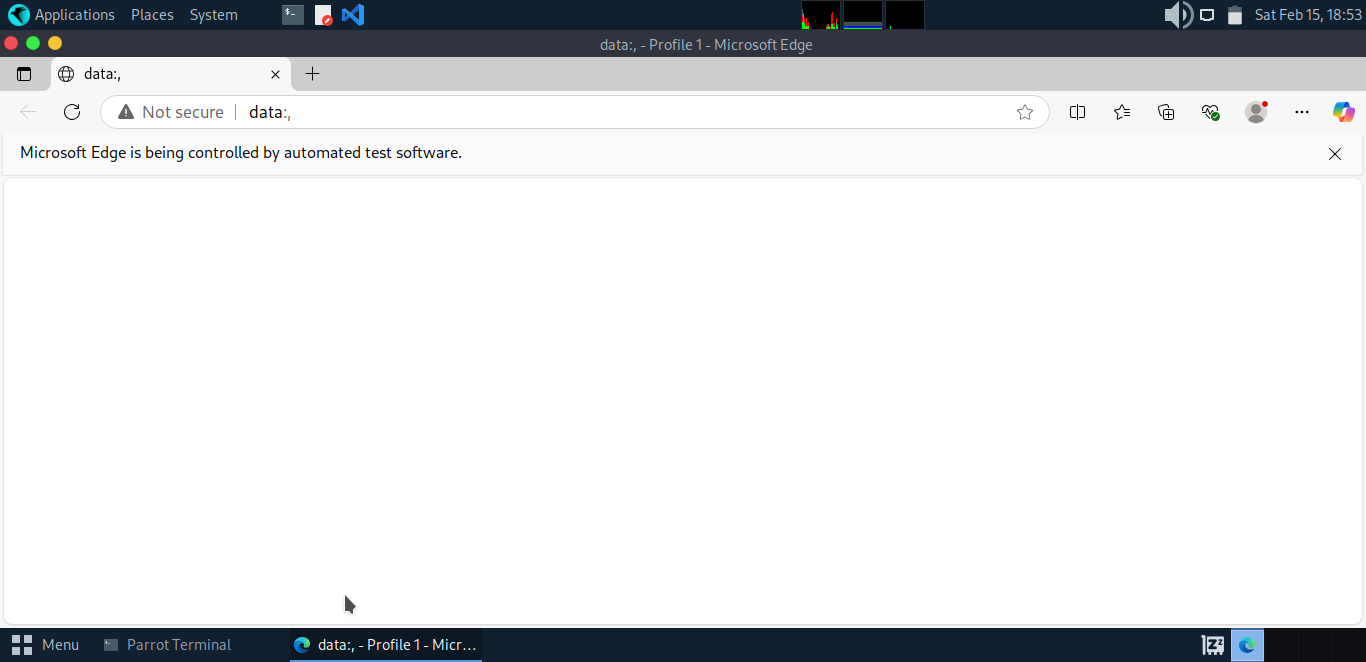 Applications Places System Sat Feb 15, 18:53
data:, - Profile 1 - Microsoft Edge
data:,
Not secure data:,
Microsoft Edge is being controlled by automated test software.
Menu Parrot Terminal data:, - Profile 1 - Micr...